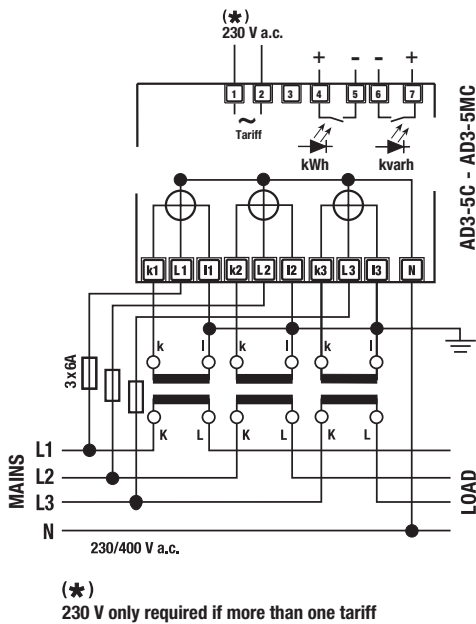 (*)
230 V a.c.
+ - - +
1 2 3 4 5 6 7
~
Tariff
kWh
kvarh
AD3-5C - AD3-5MC
k1 L1 l1 k2 L2 l2 k3 L3 l3 N
k l k l k l
3x6A
K L K L K L
MAINS
L1
L2
L3
N
LOAD
230/400 V a.c.
(*)
230 V only required if more than one tariff